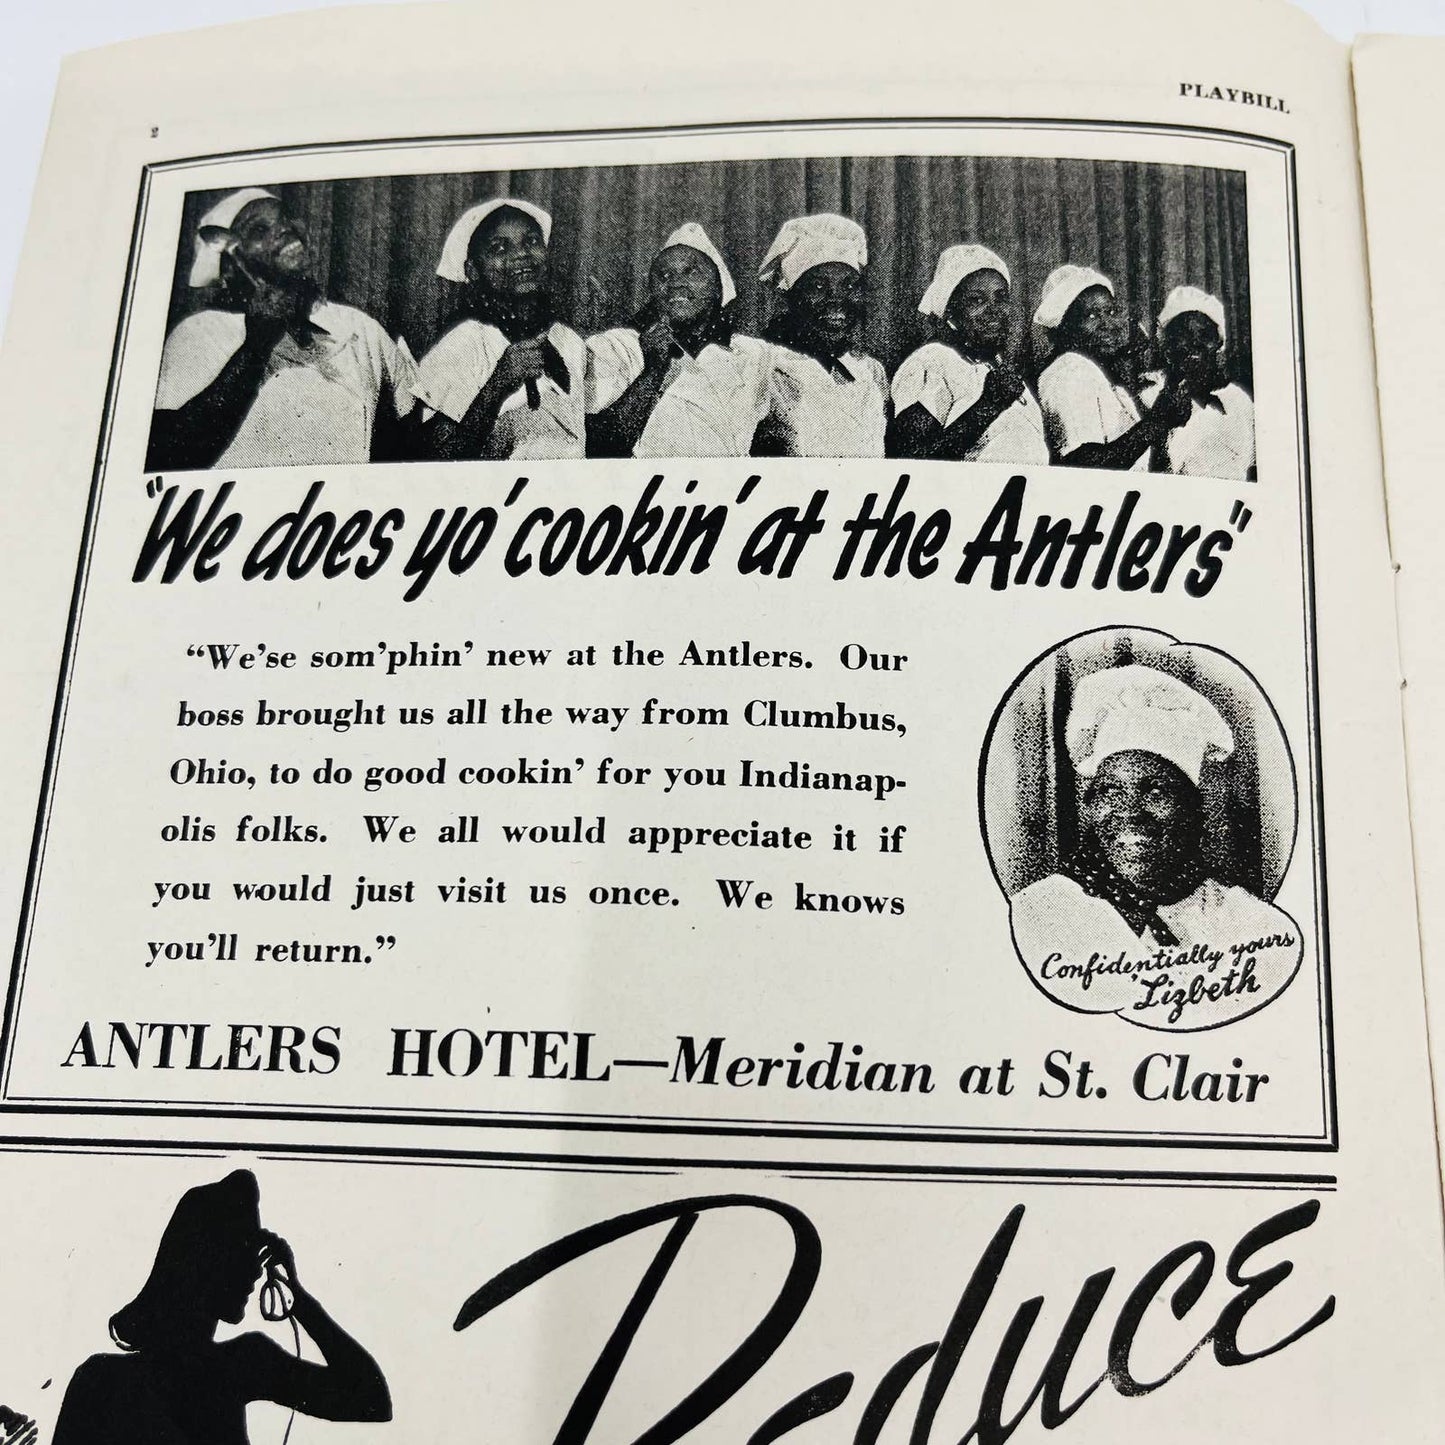 2
PLAYBILL
"We does yo' cookin' at the Antlers"
“We’se som’phin’ new at the Antlers. Our
boss brought us all the way from Clumbus,
Ohio, to do good cookin’ for you Indianap-
olis folks. We all would appreciate it if
you would just visit us once. We knows
you’ll return.”
Confidentially yours
'Lizbeth
ANTLERS HOTEL—Meridian at St. Clair
Reduce